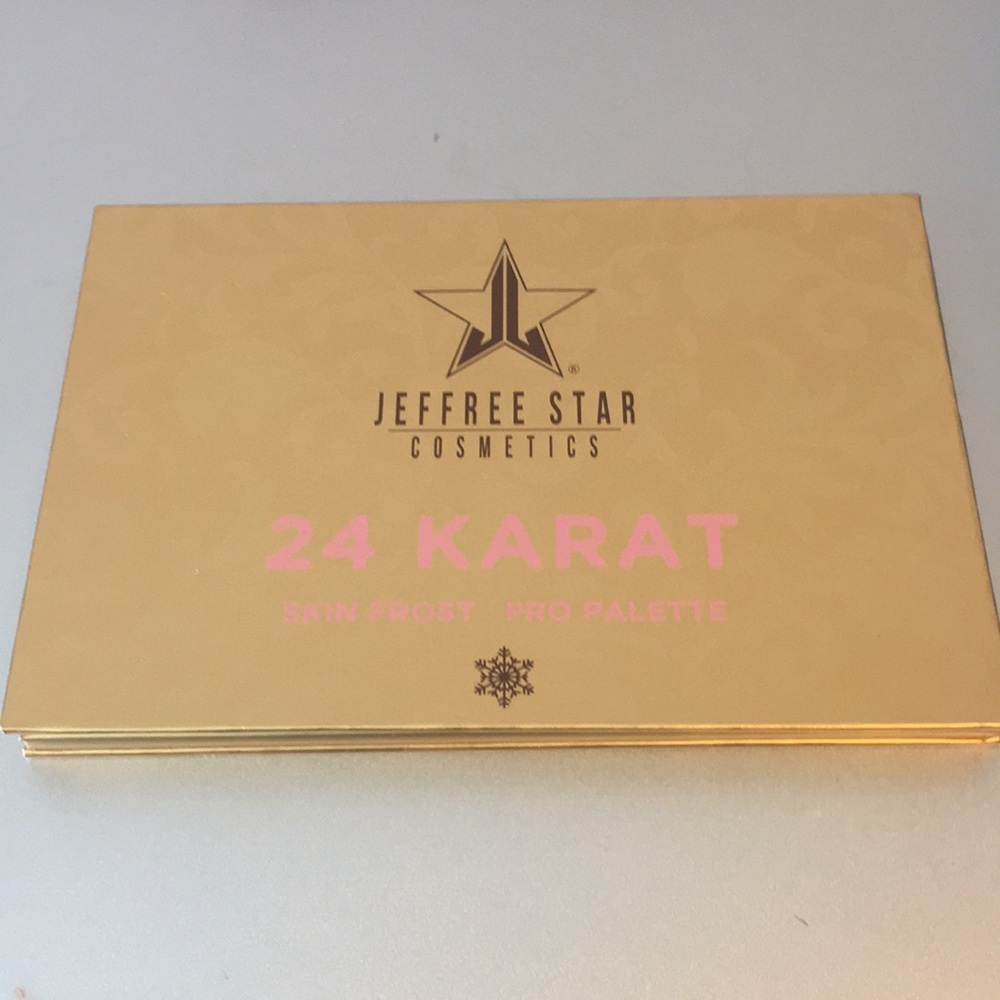 ®
JEFFREE STAR
COSMETICS
24 KARAT
SKIN FROST PRO PALETTE